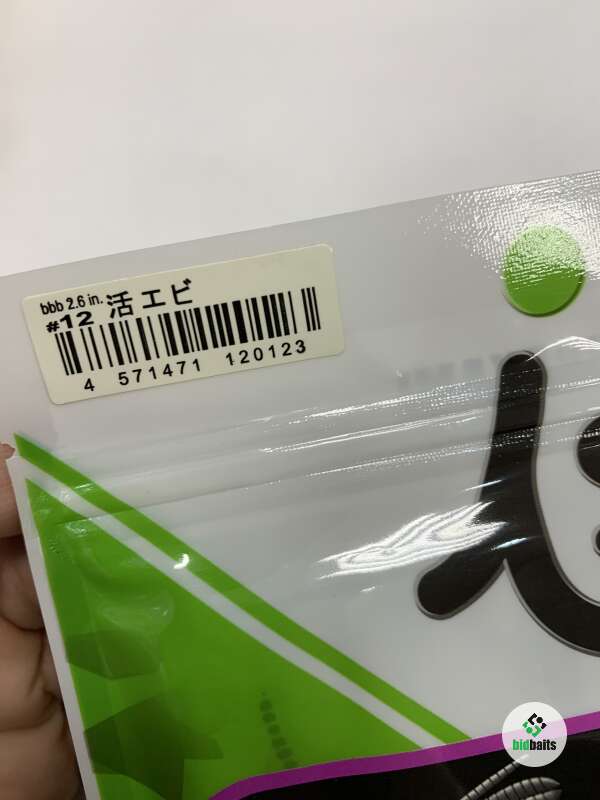 bbb 2.6 in.
#12 活エビ
4 571471 120123
bidbaits